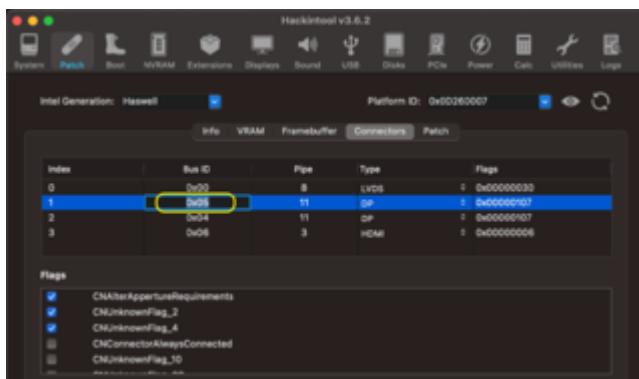 Hackintool v3.6.2
System Patch Boot NVRAM Extensions Displays Sound USB Disks PCIe Power Calc Utilities Logs
Intel Generation: Haswell Platform ID: 0x0D260007
Info VRAM Framebuffer Connectors Patch
Index Bus ID Pipe Type Flags
0 0x00 8 LVDS 0x00000030
1 0x05 11 DP 0x00000107
2 0x04 11 DP 0x00000107
3 0x06 3 HDMI 0x00000006
Flags
CNAlterAppertureRequirements
CNUnknownFlag_2
CNUnknownFlag_4
CNConnectorAlwaysConnected
CNUnknownFlag_10